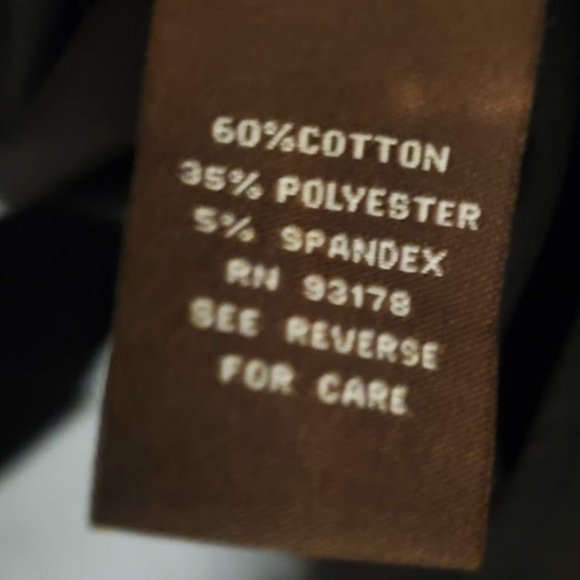 60%COTTON
35% POLYESTER
5% SPANDEX
RN 93178
SEE REVERSE
FOR CARE